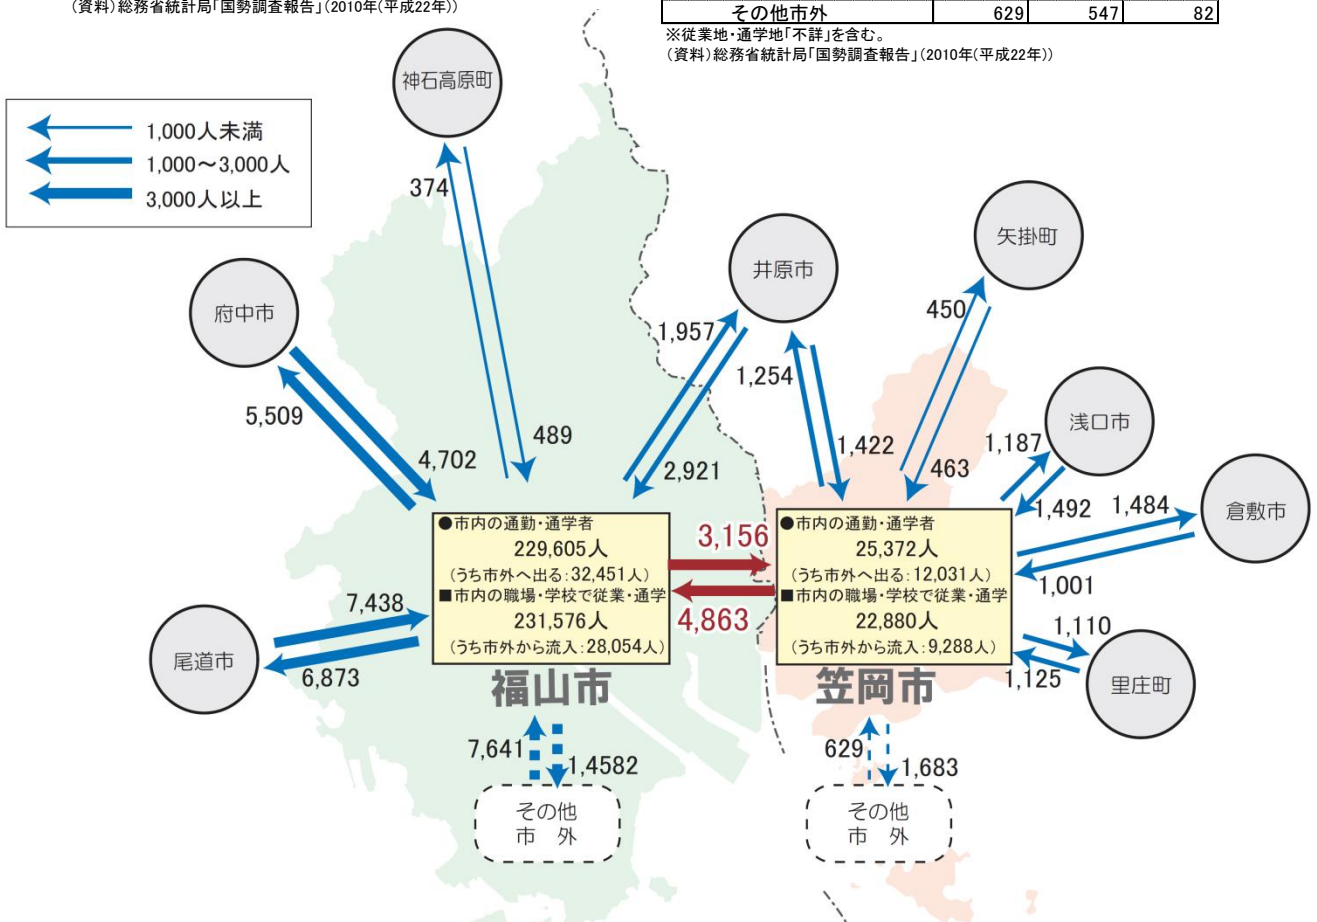 (資料)総務省統計局「国勢調査報告」(2010年(平成22年))
その他市外 629 547 82
※従業地・通学地「不詳」を含む。
(資料)総務省統計局「国勢調査報告」(2010年(平成22年))
1,000人未満
1,000～3,000人
3,000人以上
神石高原町
374
489
府中市
5,509
4,702
井原市
1,957
2,921
1,254
1,422
矢掛町
450
463
浅口市
1,187
1,492
倉敷市
1,484
1,001
里庄町
1,110
1,125
尾道市
7,438
6,873
●市内の通勤・通学者
229,605人
(うち市外へ出る:32,451人)
■市内の職場・学校で従業・通学
231,576人
(うち市外から流入:28,054人)
福山市
3,156
4,863
●市内の通勤・通学者
25,372人
(うち市外へ出る:12,031人)
■市内の職場・学校で従業・通学
22,880人
(うち市外から流入:9,288人)
笠岡市
7,641
1,4582
その他
市 外
629
1,683
その他
市 外